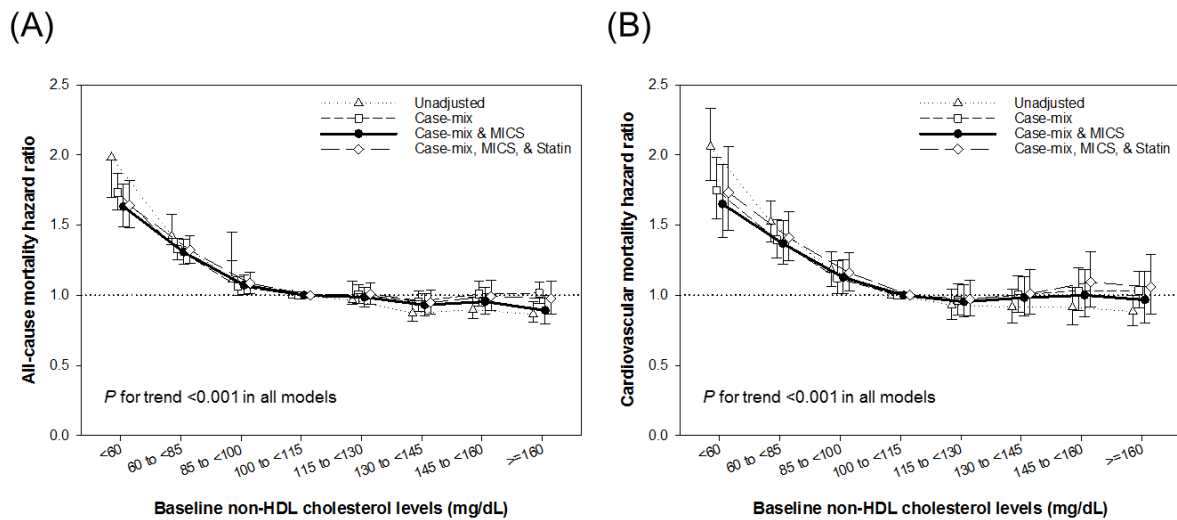 (A)
All-cause mortality hazard ratio
2.5
2.0
1.5
1.0
0.5
0.0
Unadjusted
Case-mix
Case-mix & MICS
Case-mix, MICS, & Statin
P for trend <0.001 in all models
<60
60 to <85
85 to <100
100 to <115
115 to <130
130 to <145
145 to <160
>=160
Baseline non-HDL cholesterol levels (mg/dL)
(B)
Cardiovascular mortality hazard ratio
2.5
2.0
1.5
1.0
0.5
0.0
Unadjusted
Case-mix
Case-mix & MICS
Case-mix, MICS, & Statin
P for trend <0.001 in all models
<60
60 to <85
85 to <100
100 to <115
115 to <130
130 to <145
145 to <160
>=160
Baseline non-HDL cholesterol levels (mg/dL)